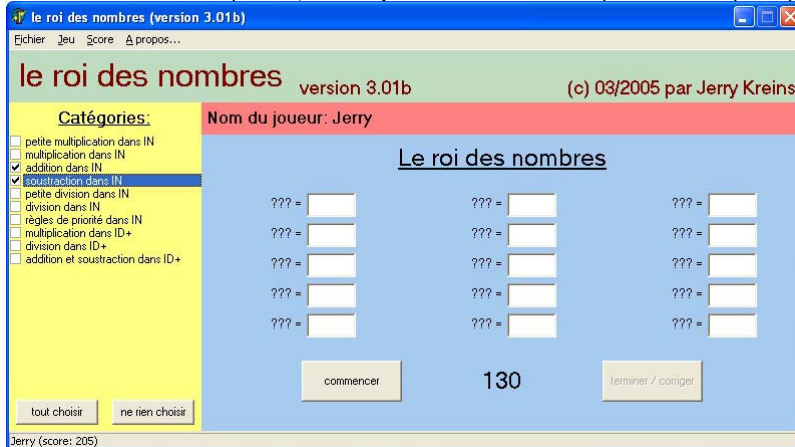 le roi des nombres (version 3.01b)
Fichier Jeu Score A propos...
le roi des nombres version 3.01b (c) 03/2005 par Jerry Kreins
Catégories:
petite multiplication dans IN
multiplication dans IN
addition dans IN
soustraction dans IN
petite division dans IN
division dans IN
règles de priorité dans IN
multiplication dans ID+
division dans ID+
addition et soustraction dans ID+
tout choisir ne rien choisir
Nom du joueur: Jerry
Le roi des nombres
??? = ??? = ??? =
??? = ??? = ??? =
??? = ??? = ??? =
??? = ??? = ??? =
??? = ??? = ??? =
commencer 130 terminer / corriger
Jerry (score: 205)